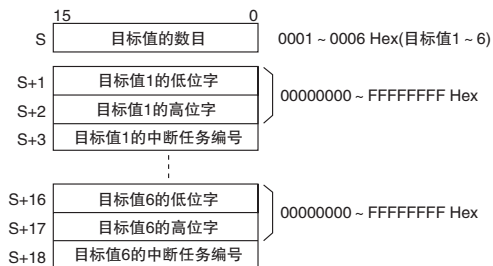 15 0
S 目标值的数目 0001 ~ 0006 Hex(目标值1 ~ 6)
S+1 目标值1的低位字
00000000 ~ FFFFFFFF Hex
S+2 目标值1的高位字
S+3 目标值1的中断任务编号
S+16 目标值6的低位字
00000000 ~ FFFFFFFF Hex
S+17 目标值6的高位字
S+18 目标值6的中断任务编号